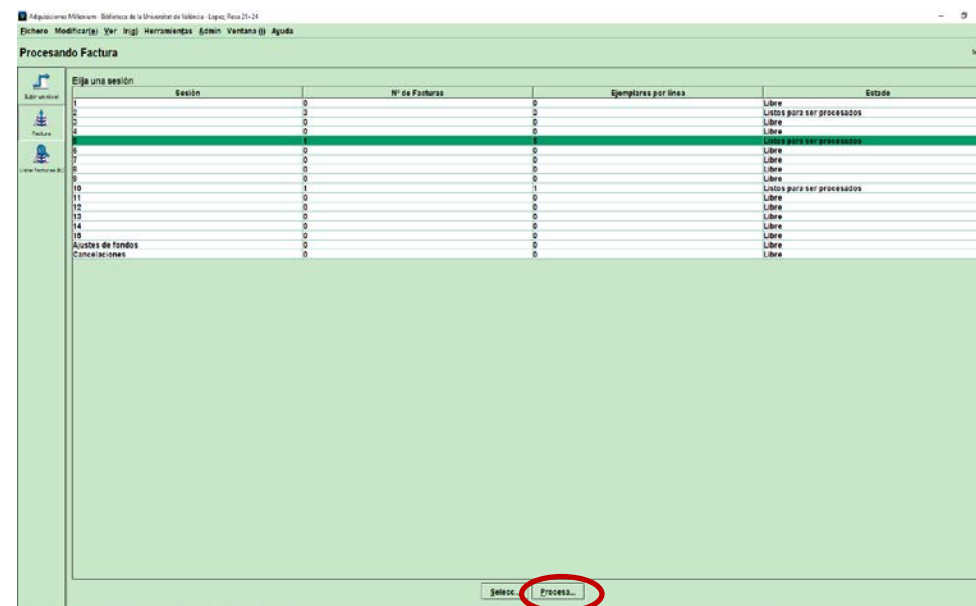 Adquisiciones Millenium · Biblioteca de la Universitat de València · Lopez, Rosa 21-24
Fichero Modificar(e) Ver Ir(g) Herramientas Admin Ventana (i) Ayuda
Procesando Factura
Subir un nivel
Factura
Listar facturas (k)
Elija una sesión
Sesión Nº de Facturas Ejemplares por línea Estado
1 0 0 Libre
2 3 3 Listos para ser procesados
3 0 0 Libre
4 0 0 Libre
5 1 5 Listos para ser procesados
6 0 0 Libre
7 0 0 Libre
8 0 0 Libre
9 0 0 Libre
10 1 1 Listos para ser procesados
11 0 0 Libre
12 0 0 Libre
13 0 0 Libre
14 0 0 Libre
15 0 0 Libre
Ajustes de fondos 0 0 Libre
Cancelaciones 0 0 Libre
Selecc... Procesa...